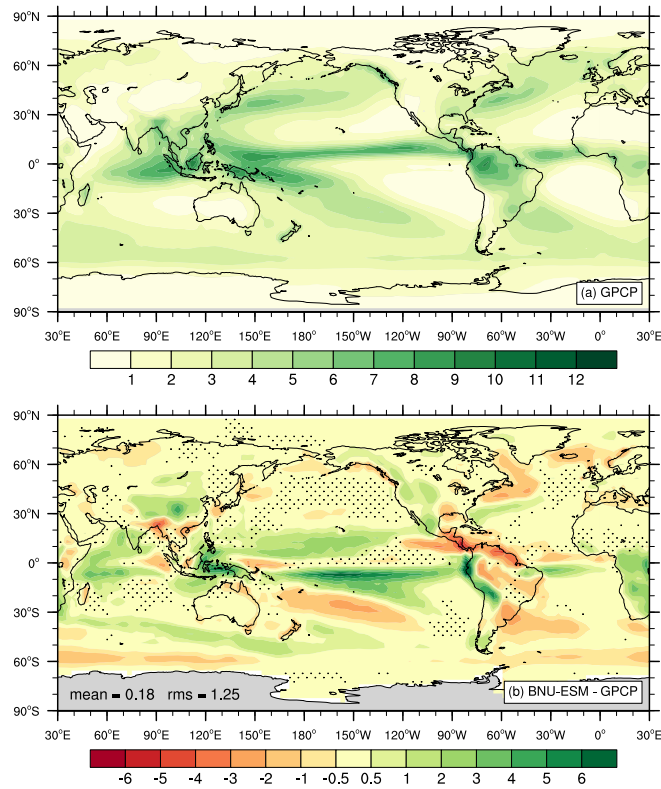 90°N
60°N
30°N
0°
30°S
60°S
90°S
(a) GPCP
30°E 60°E 90°E 120°E 150°E 180° 150°W 120°W 90°W 60°W 30°W 0° 30°E
1 2 3 4 5 6 7 8 9 10 11 12
90°N
60°N
30°N
0°
30°S
60°S
mean = 0.18 rms = 1.25 (b) BNU-ESM - GPCP
90°S
30°E 60°E 90°E 120°E 150°E 180° 150°W 120°W 90°W 60°W 30°W 0° 30°E
-6 -5 -4 -3 -2 -1 -0.5 0.5 1 2 3 4 5 6